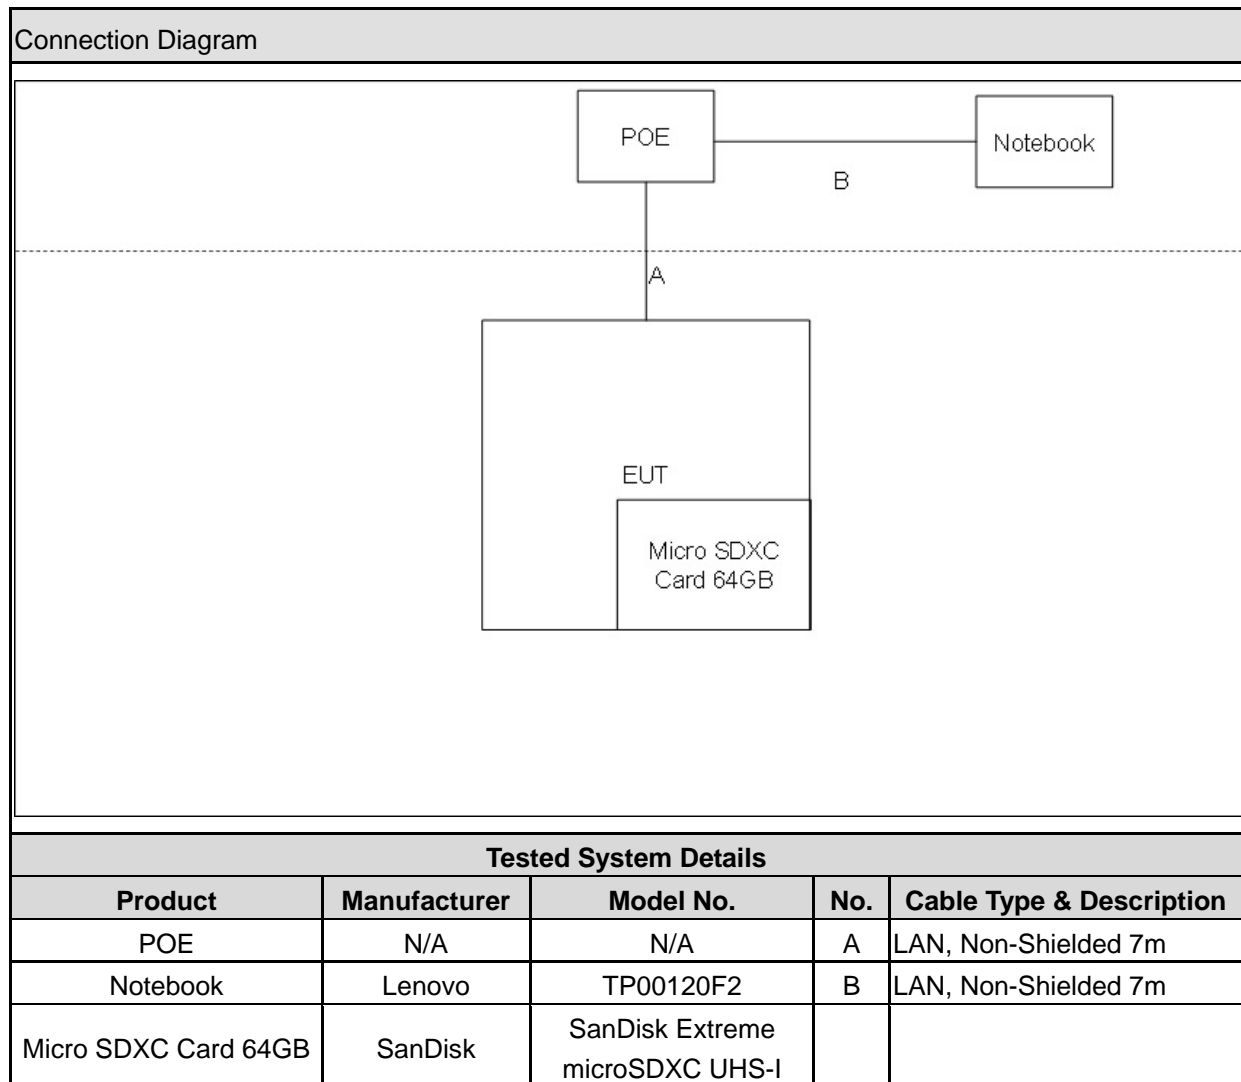 Connection Diagram
POE
Notebook
B
A
EUT
Micro SDXC
Card 64GB
Tested System Details
Product Manufacturer Model No. No. Cable Type & Description
POE N/A N/A A LAN, Non-Shielded 7m
Notebook Lenovo TP00120F2 B LAN, Non-Shielded 7m
Micro SDXC Card 64GB SanDisk SanDisk Extreme
microSDXC UHS-I